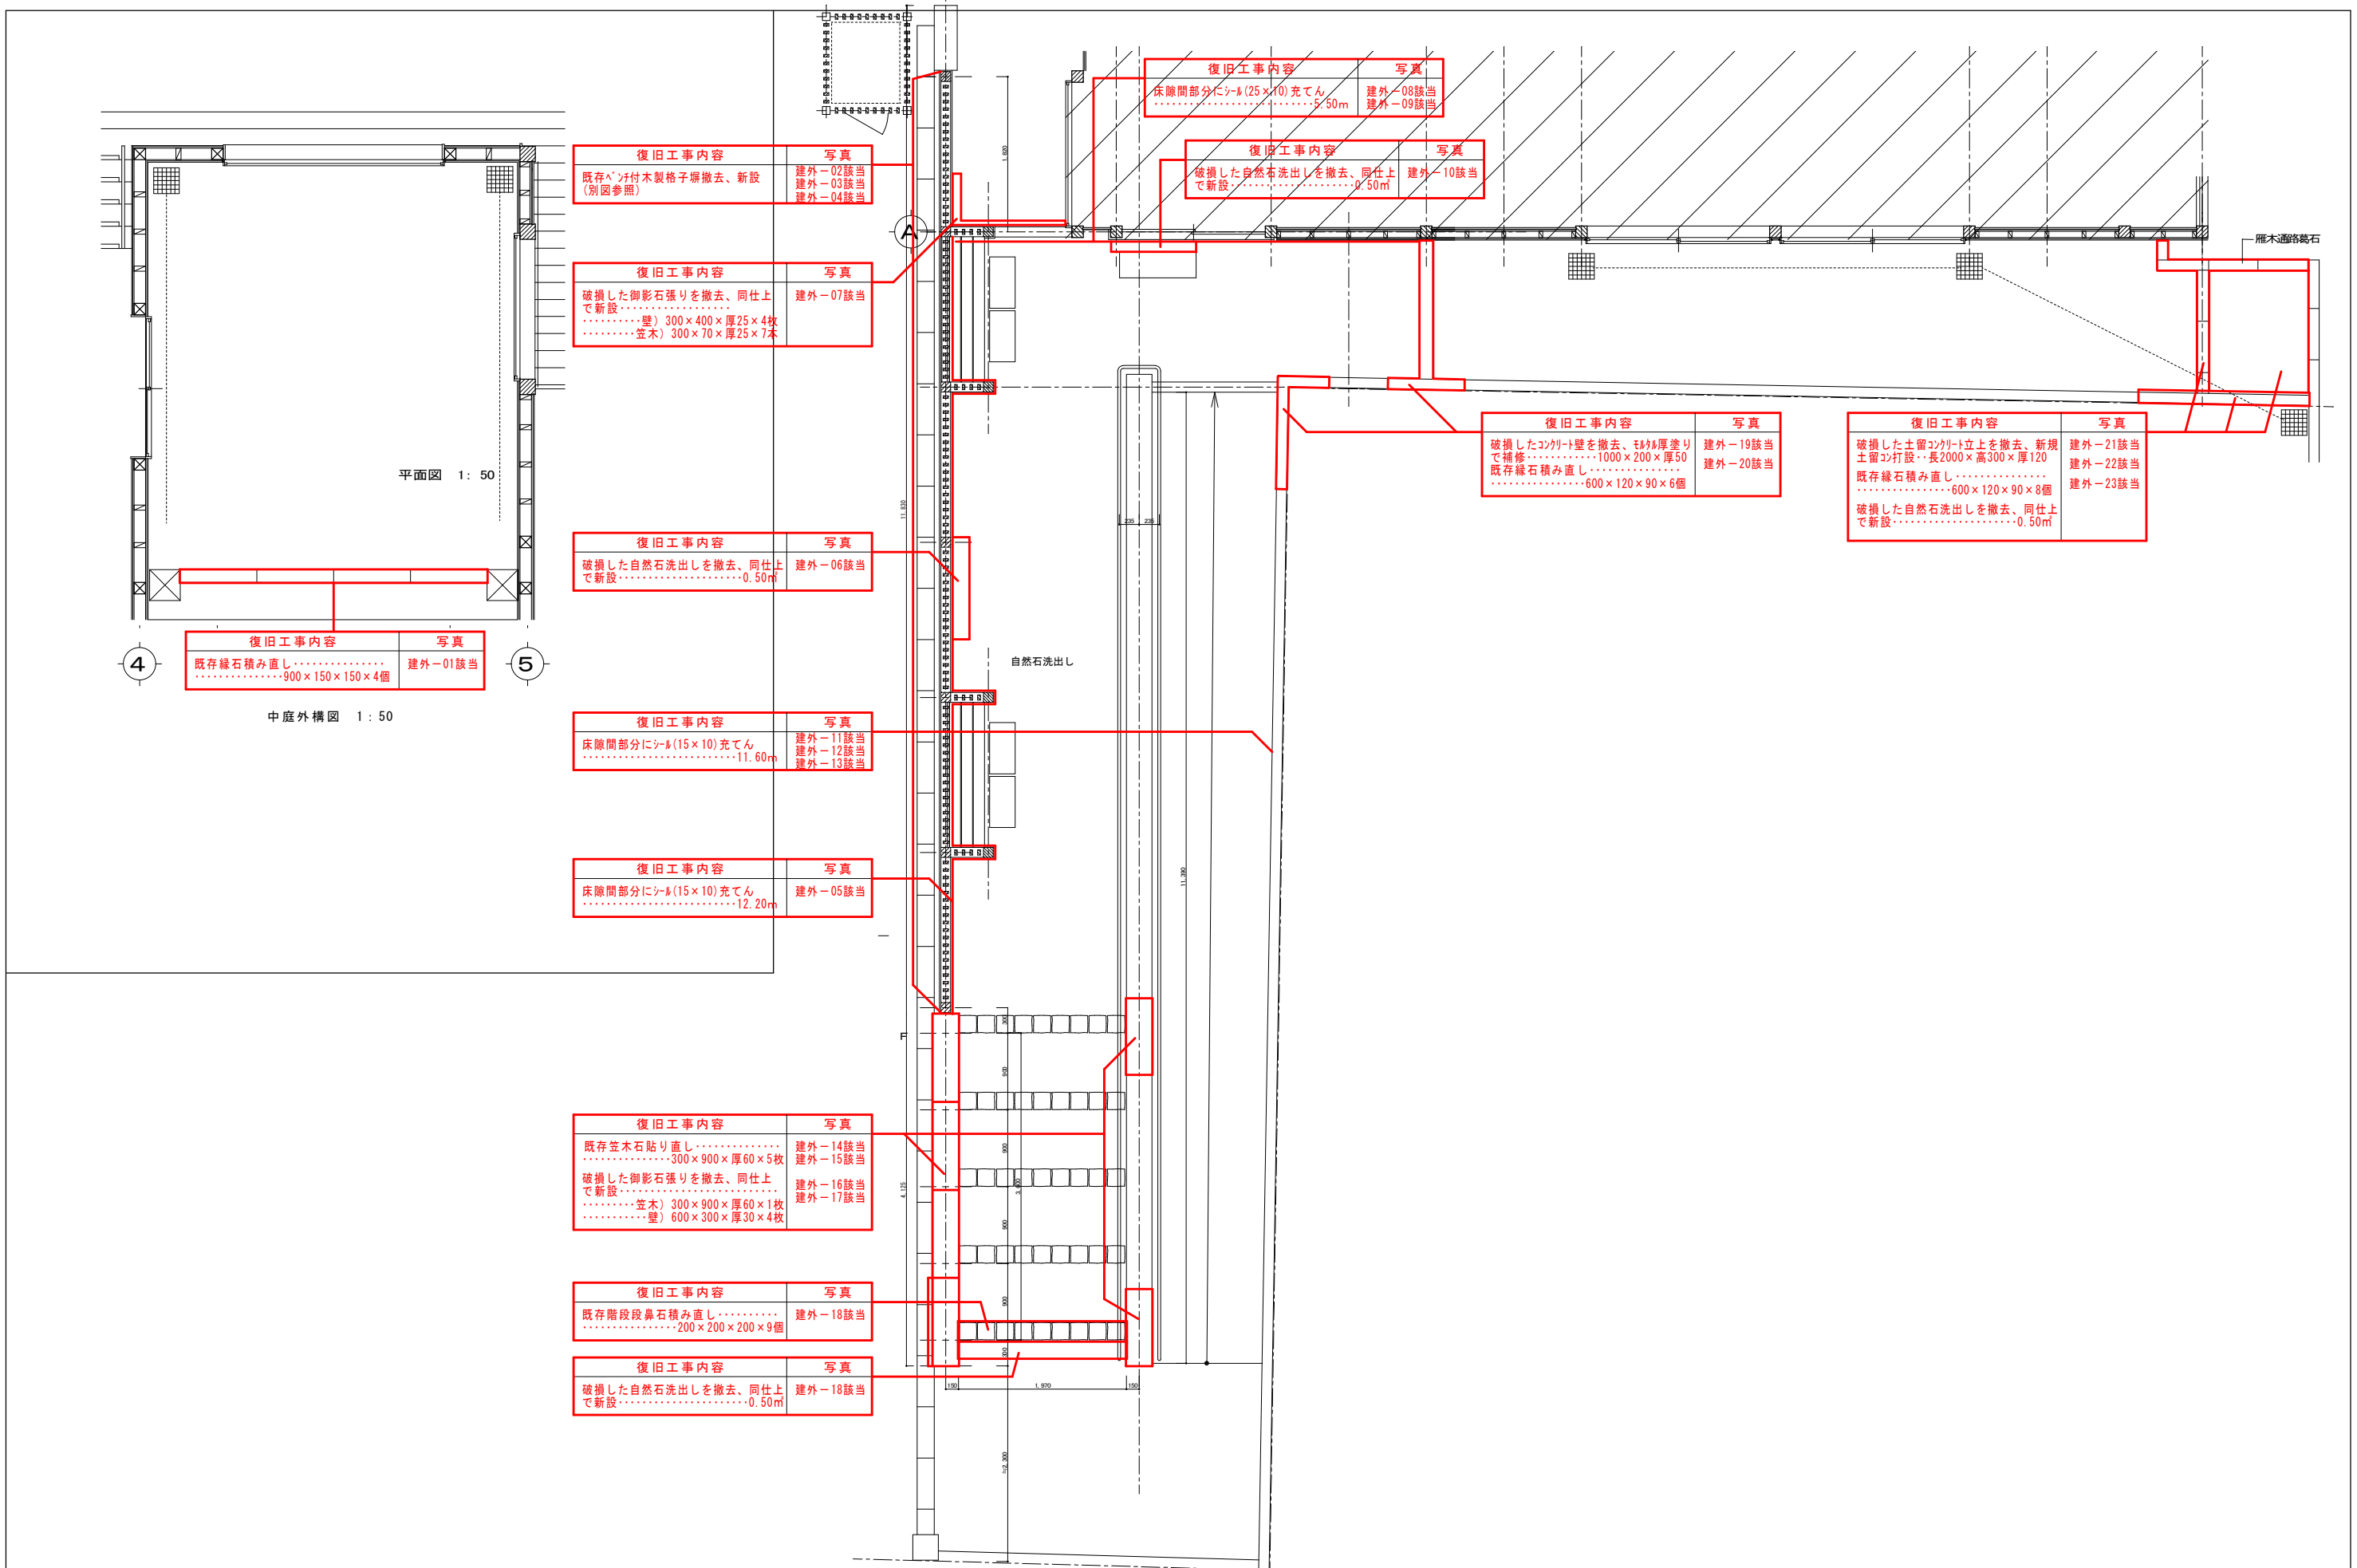 平面図 1:50
復旧工事内容 写真
既存縁石積み直し・・・・・・・・・・・・・・・
・・・・・・・・・・・・・・・900×150×150×4個
建外－01該当
4
5
中庭外構図 1:50
復旧工事内容 写真
既存ベンチ付木製格子塀撤去、新設
(別図参照)
建外－02該当
建外－03該当
建外－04該当
復旧工事内容 写真
破損した御影石張りを撤去、同仕上
で新設・・・・・・・・・・・・・・・・
・・・・・・・・・・壁) 300×400×厚25×4枚
・・・・・・・・・笠木) 300×70×厚25×7本
建外－07該当
復旧工事内容 写真
破損した自然石洗出しを撤去、同仕上
で新設・・・・・・・・・・・・・・・・・・・・0.50㎡
建外－06該当
復旧工事内容 写真
床隙間部分にシール(15×10)充てん
・・・・・・・・・・・・・・・・・・・・・・・・・11.60m
建外－11該当
建外－12該当
建外－13該当
復旧工事内容 写真
床隙間部分にシール(15×10)充てん
・・・・・・・・・・・・・・・・・・・・・・・・・12.20m
建外－05該当
復旧工事内容 写真
既存笠木石貼り直し・・・・・・・・・・・・・・
・・・・・・・・・・・・・・・300×900×厚60×5枚
破損した御影石張りを撤去、同仕上
で新設・・・・・・・・・・・・・・・・・・・・・・・・・
・・・・・・・・・笠木) 300×900×厚60×1枚
・・・・・・・・・・壁) 600×300×厚30×4枚
建外－14該当
建外－15該当
建外－16該当
建外－17該当
復旧工事内容 写真
既存階段段鼻石積み直し・・・・・・・・・・
・・・・・・・・・・・・・・・・200×200×200×9個
建外－18該当
復旧工事内容 写真
破損した自然石洗出しを撤去、同仕上
で新設・・・・・・・・・・・・・・・・・・・・・0.50㎡
建外－18該当
復旧工事内容 写真
床隙間部分にシール(25×10)充てん
・・・・・・・・・・・・・・・・・・・・・・・・・・5.50m
建外－08該当
建外－09該当
復旧工事内容 写真
破損した自然石洗出しを撤去、同仕上
で新設・・・・・・・・・・・・・・・・・・・・0.50㎡
建外－10該当
A
雁木通路葛石
復旧工事内容 写真
破損したコンクリート壁を撤去、モルタル厚塗り
で補修・・・・・・・・・・・・1000×200×厚50
既存縁石積み直し・・・・・・・・・・・・・・・
・・・・・・・・・・・・・・・600×120×90×6個
建外－19該当
建外－20該当
復旧工事内容 写真
破損した土留コンクリート立上を撤去、新規
土留コン打設・・長2000×高300×厚120
既存縁石積み直し・・・・・・・・・・・・・・・
・・・・・・・・・・・・・・・600×120×90×8個
破損した自然石洗出しを撤去、同仕上
で新設・・・・・・・・・・・・・・・・・・・・0.50㎡
建外－21該当
建外－22該当
建外－23該当
自然石洗出し
1,820
11,830
235 235
11,390
300
900
900
900
900
300
3,600
4,125
150 1,970 150
≒2,300